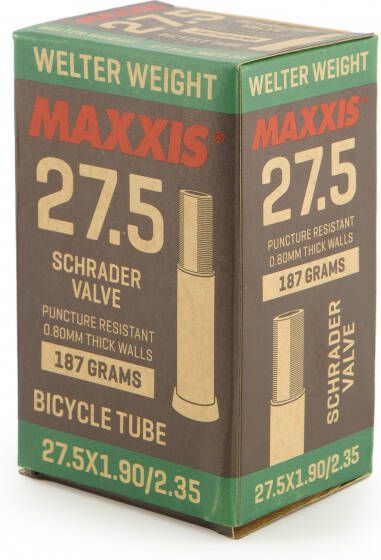 27.5
WELTER WEIGHT
MAXXIS®
27.5
SCHRADER
VALVE
PUNCTURE RESISTANT
0.80MM THICK WALLS
187 GRAMS
BICYCLE TUBE
27.5X1.90/2.35
WELTER WEIGHT
MAXXIS®
27.5
PUNCTURE RESISTANT
0.80MM THICK WALLS
187 GRAMS
SCHRADER
VALVE
27.5X1.90/2.35